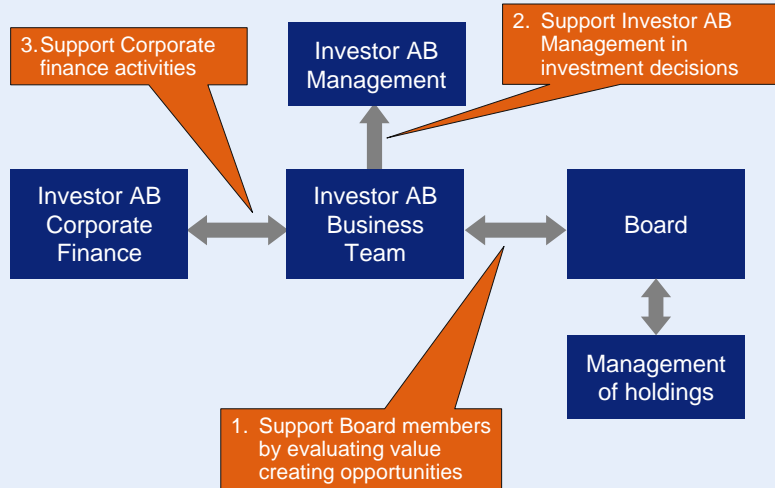 3. Support Corporate
finance activities
Investor AB
Management
2. Support Investor AB
Management in
investment decisions
Investor AB
Corporate
Finance
Investor AB
Business
Team
Board
Management
of holdings
1. Support Board members
by evaluating value
creating opportunities